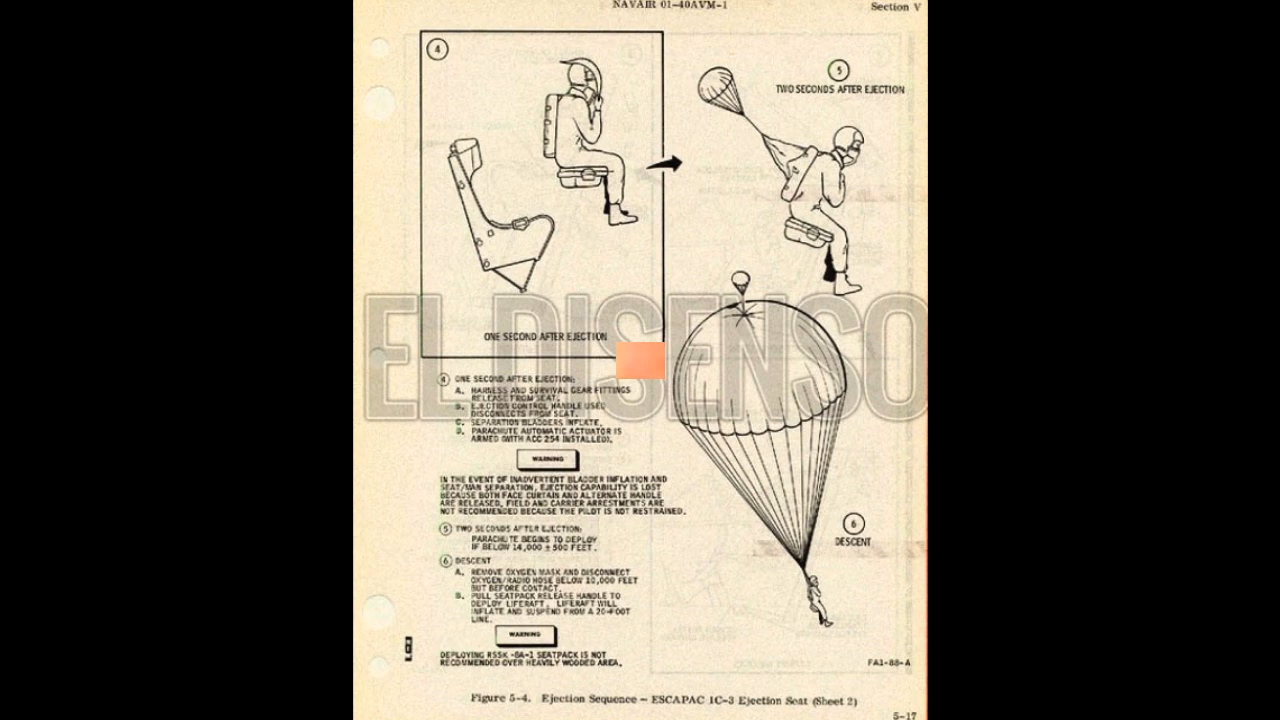 NAVAIR 01-40AVM-1
Section V
4
5
TWO SECONDS AFTER EJECTION
ONE SECOND AFTER EJECTION
EL DISENSO
4 ONE SECOND AFTER EJECTION:
A. HARNESS AND SURVIVAL GEAR FITTINGS
RELEASE FROM SEAT.
B. EJECTION CONTROL HANDLE USED
DISCONNECTS FROM SEAT.
C. SEPARATION BLADDERS INFLATE.
D. PARACHUTE AUTOMATIC ACTUATOR IS
ARMED (WITH ACC 254 INSTALLED).
WARNING
IN THE EVENT OF INADVERTENT BLADDER INFLATION AND
SEAT/MAN SEPARATION, EJECTION CAPABILITY IS LOST
BECAUSE BOTH FACE CURTAIN AND ALTERNATE HANDLE
ARE RELEASED. FIELD AND CARRIER ARRESTMENTS ARE
NOT RECOMMENDED BECAUSE THE PILOT IS NOT RESTRAINED.
5 TWO SECONDS AFTER EJECTION:
PARACHUTE BEGINS TO DEPLOY
IF BELOW 14,000 ± 500 FEET.
6 DESCENT
A. REMOVE OXYGEN MASK AND DISCONNECT
OXYGEN/RADIO HOSE BELOW 10,000 FEET
BUT BEFORE CONTACT.
B. PULL SEATPACK RELEASE HANDLE TO
DEPLOY LIFERAFT. LIFERAFT WILL
INFLATE AND SUSPEND FROM A 20-FOOT
LINE.
WARNING
DEPLOYING RSSK -8A-1 SEATPACK IS NOT
RECOMMENDED OVER HEAVILY WOODED AREA.
6
DESCENT
FA1-88-A
Figure 5-4. Ejection Sequence - ESCAPAC 1C-3 Ejection Seat (Sheet 2)
5-17